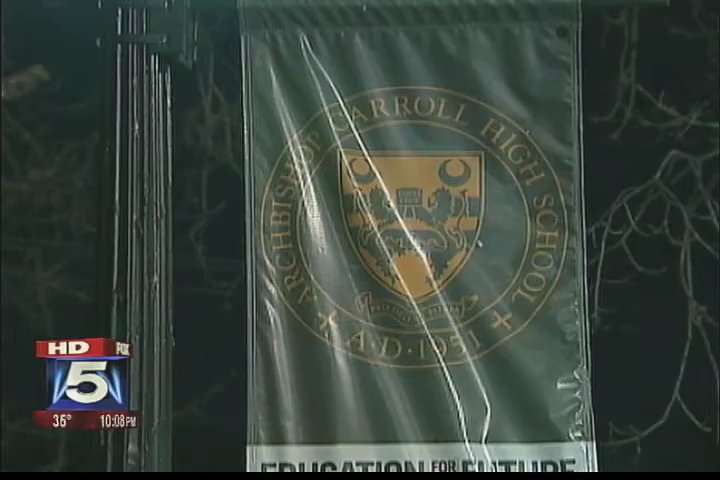 ARCHBISHOP CARROLL HIGH SCHOOL
A·D·1951
EDUCATION FOR FUTURE
HD FOX
5
35° 10:08PM